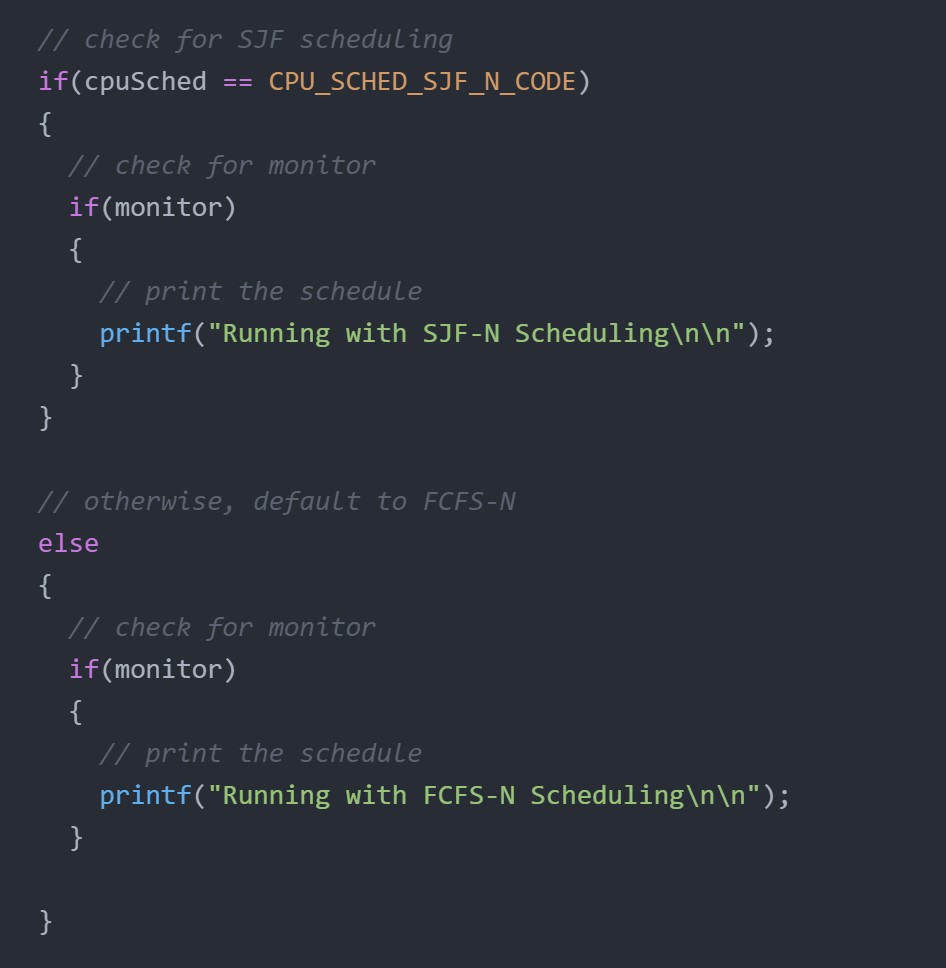 // check for SJF scheduling
if(cpuSched == CPU_SCHED_SJF_N_CODE)
{
  // check for monitor
  if(monitor)
  {
    // print the schedule
    printf("Running with SJF-N Scheduling\n\n");
  }
}

// otherwise, default to FCFS-N
else
{
  // check for monitor
  if(monitor)
  {
    // print the schedule
    printf("Running with FCFS-N Scheduling\n\n");
  }

}